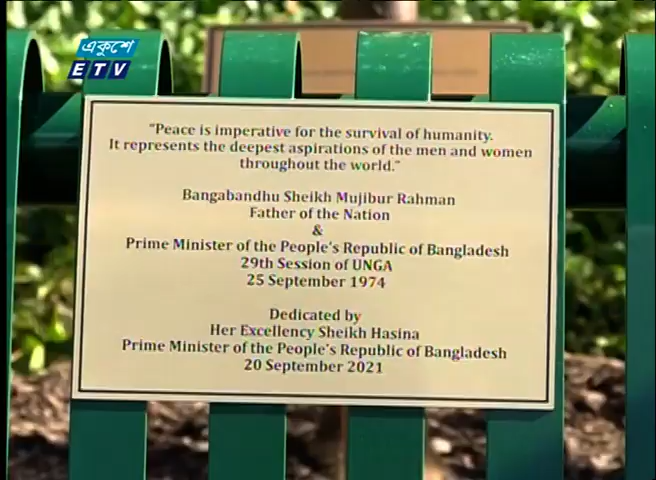 একুশে
ETV
"Peace is imperative for the survival of humanity.
It represents the deepest aspirations of the men and women
throughout the world."
Bangabandhu Sheikh Mujibur Rahman
Father of the Nation
&
Prime Minister of the People's Republic of Bangladesh
29th Session of UNGA
25 September 1974
Dedicated by
Her Excellency Sheikh Hasina
Prime Minister of the People's Republic of Bangladesh
20 September 2021